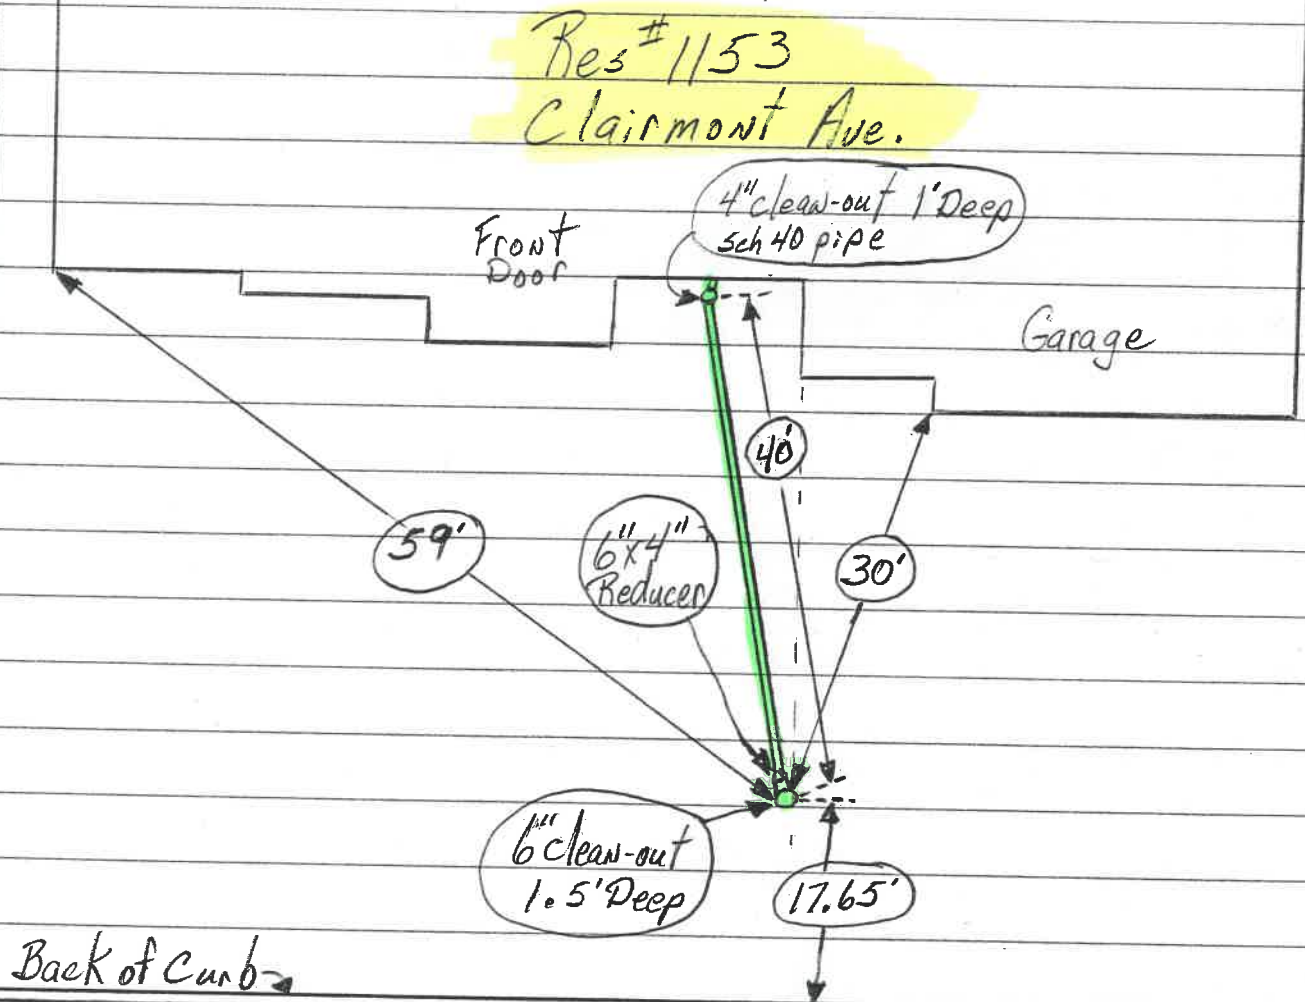 Res # 1153
Clairmont Ave.
4" clean-out 1' Deep
sch 40 pipe
Front
Door
Garage
40'
59'
6"x4"
Reducer
30'
6" clean-out
1.5' Deep
17.65'
Back of Curb